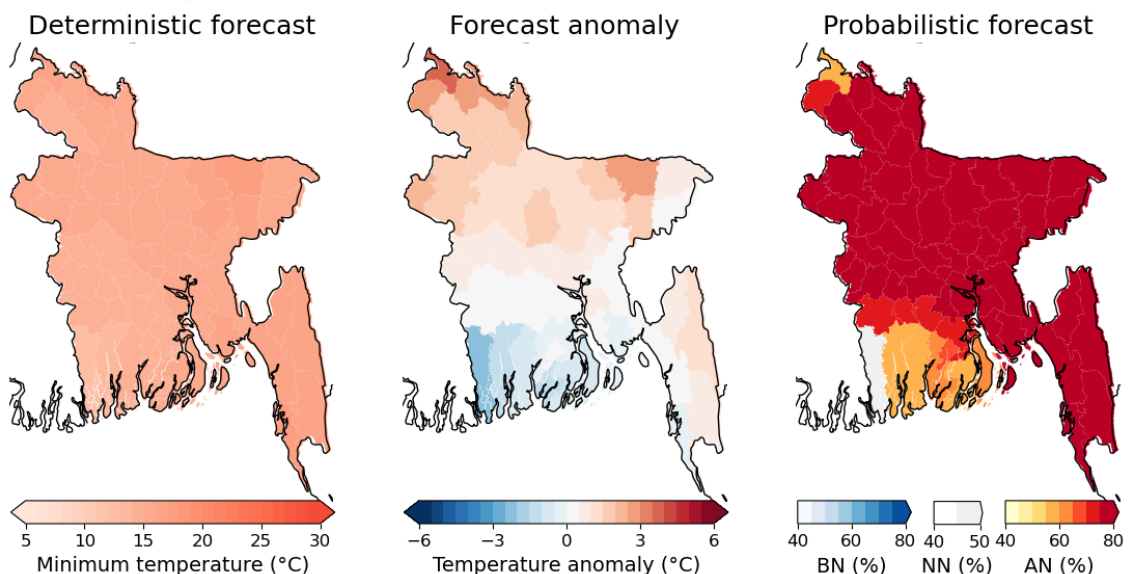 Deterministic forecast
Forecast anomaly
Probabilistic forecast
5 10 15 20 25 30
Minimum temperature (°C)
−6 −3 0 3 6
Temperature anomaly (°C)
40 60 80
BN (%)
40 50
NN (%)
40 60 80
AN (%)